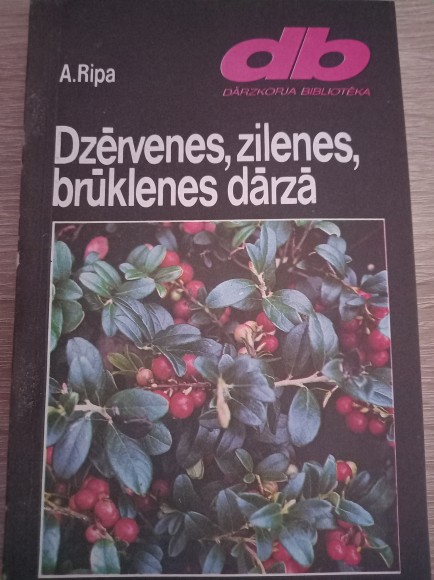 A.Ripa
db
DĀRZKOPJA BIBLIOTĒKA
Dzērvenes, zilenes,
brūklenes dārzā